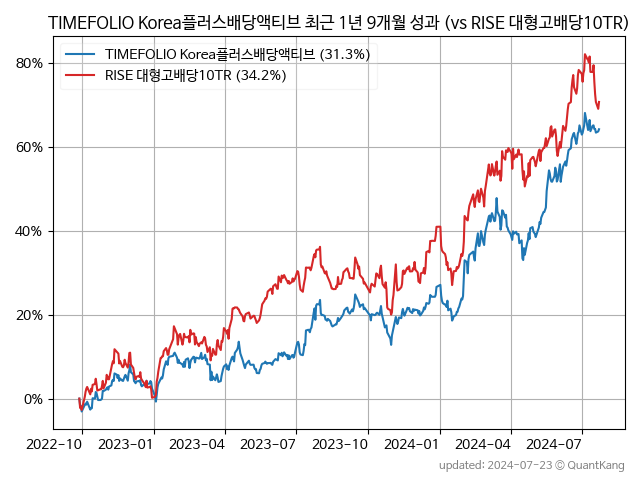 TIMEFOLIO Korea플러스배당액티브 최근 1년 9개월 성과 (vs RISE 대형고배당10TR)
TIMEFOLIO Korea플러스배당액티브 (31.3%)
RISE 대형고배당10TR (34.2%)
80%
60%
40%
20%
0%
2022-10 2023-01 2023-04 2023-07 2023-10 2024-01 2024-04 2024-07
updated: 2024-07-23 © QuantKang